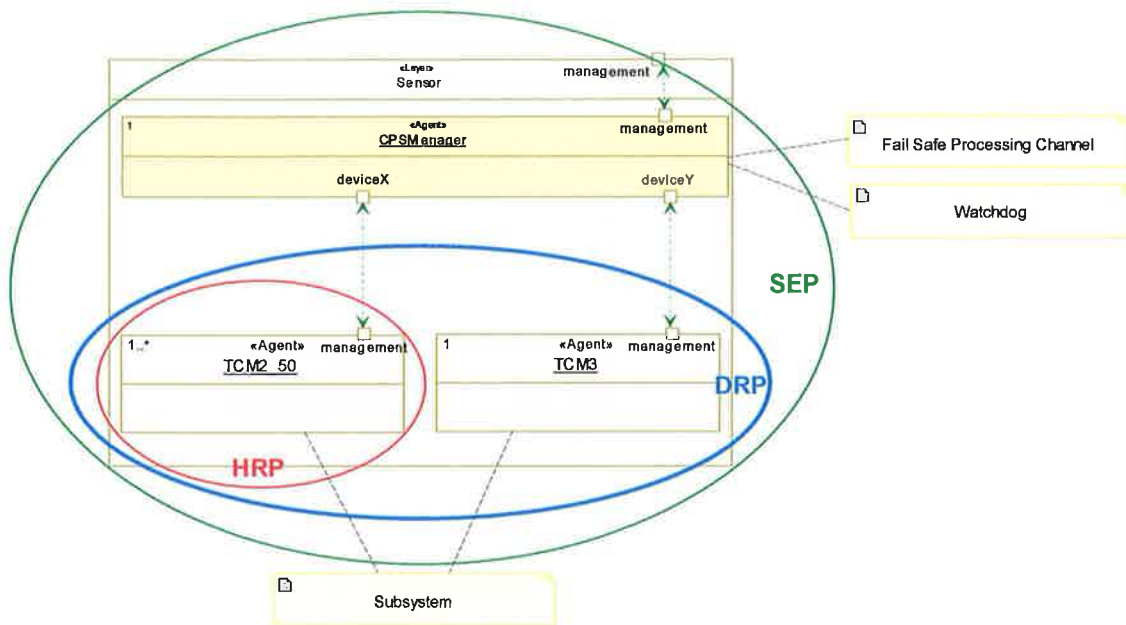 «Layer»
Sensor
management
1
«Agent»
CPSManager
management
deviceX
deviceY
Fail Safe Processing Channel
Watchdog
SEP
1..*
«Agent»
management
TCM2_50
1
«Agent»
management
TCM3
DRP
HRP
Subsystem